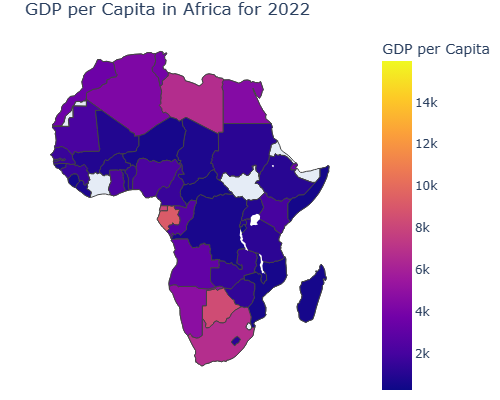 GDP per Capita in Africa for 2022
GDP per Capita
14k
12k
10k
8k
6k
4k
2k